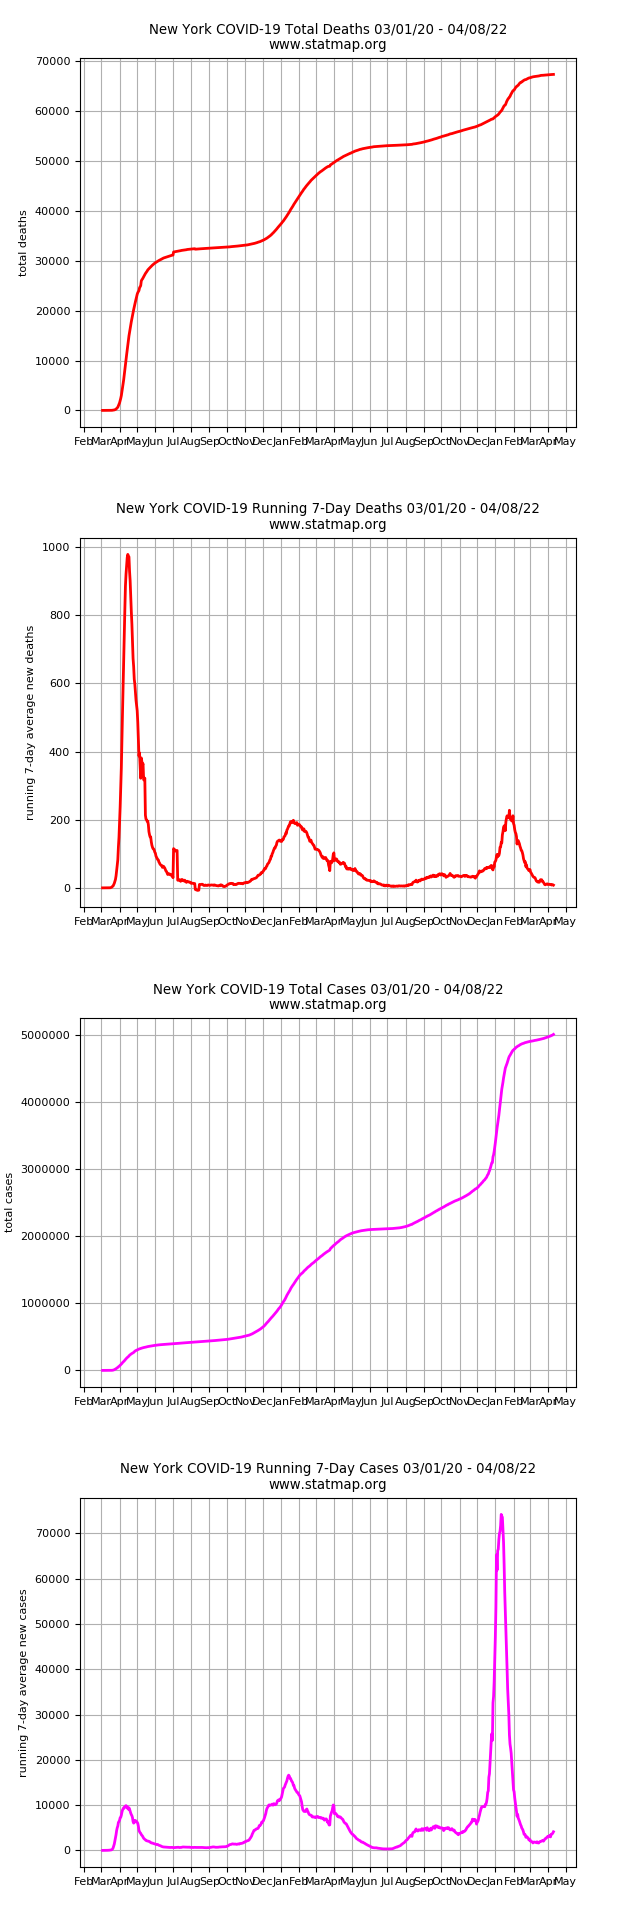 New York COVID-19 Total Deaths 03/01/20 - 04/08/22
www.statmap.org
70000
60000
50000
40000
30000
20000
10000
0
total deaths
Feb Mar Apr May Jun Jul Aug Sep Oct Nov Dec Jan Feb Mar Apr May Jun Jul Aug Sep Oct Nov Dec Jan Feb Mar Apr May
New York COVID-19 Running 7-Day Deaths 03/01/20 - 04/08/22
www.statmap.org
1000
800
600
400
200
0
running 7-day average new deaths
Feb Mar Apr May Jun Jul Aug Sep Oct Nov Dec Jan Feb Mar Apr May Jun Jul Aug Sep Oct Nov Dec Jan Feb Mar Apr May
New York COVID-19 Total Cases 03/01/20 - 04/08/22
www.statmap.org
5000000
4000000
3000000
2000000
1000000
0
total cases
Feb Mar Apr May Jun Jul Aug Sep Oct Nov Dec Jan Feb Mar Apr May Jun Jul Aug Sep Oct Nov Dec Jan Feb Mar Apr May
New York COVID-19 Running 7-Day Cases 03/01/20 - 04/08/22
www.statmap.org
70000
60000
50000
40000
30000
20000
10000
0
running 7-day average new cases
Feb Mar Apr May Jun Jul Aug Sep Oct Nov Dec Jan Feb Mar Apr May Jun Jul Aug Sep Oct Nov Dec Jan Feb Mar Apr May